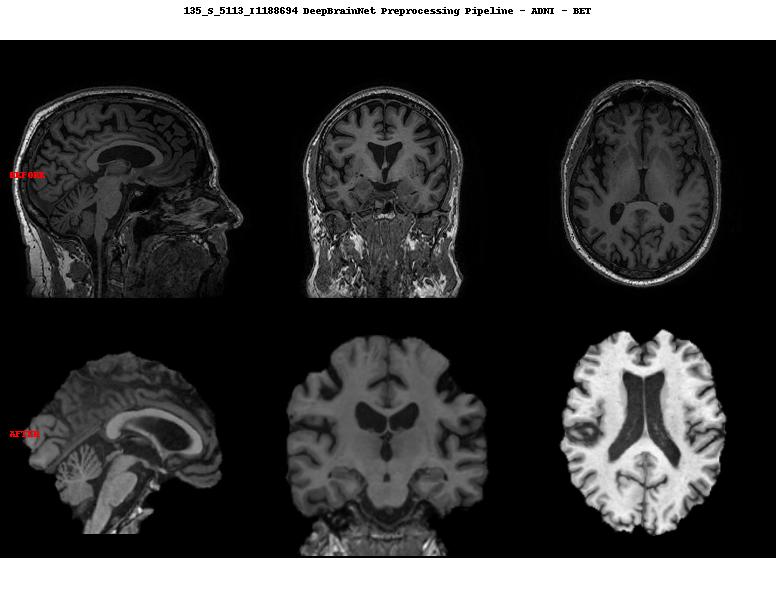 135_S_5113_I1188694 DeepBrainNet Preprocessing Pipeline - ADNI - BET
BEFORE
AFTER